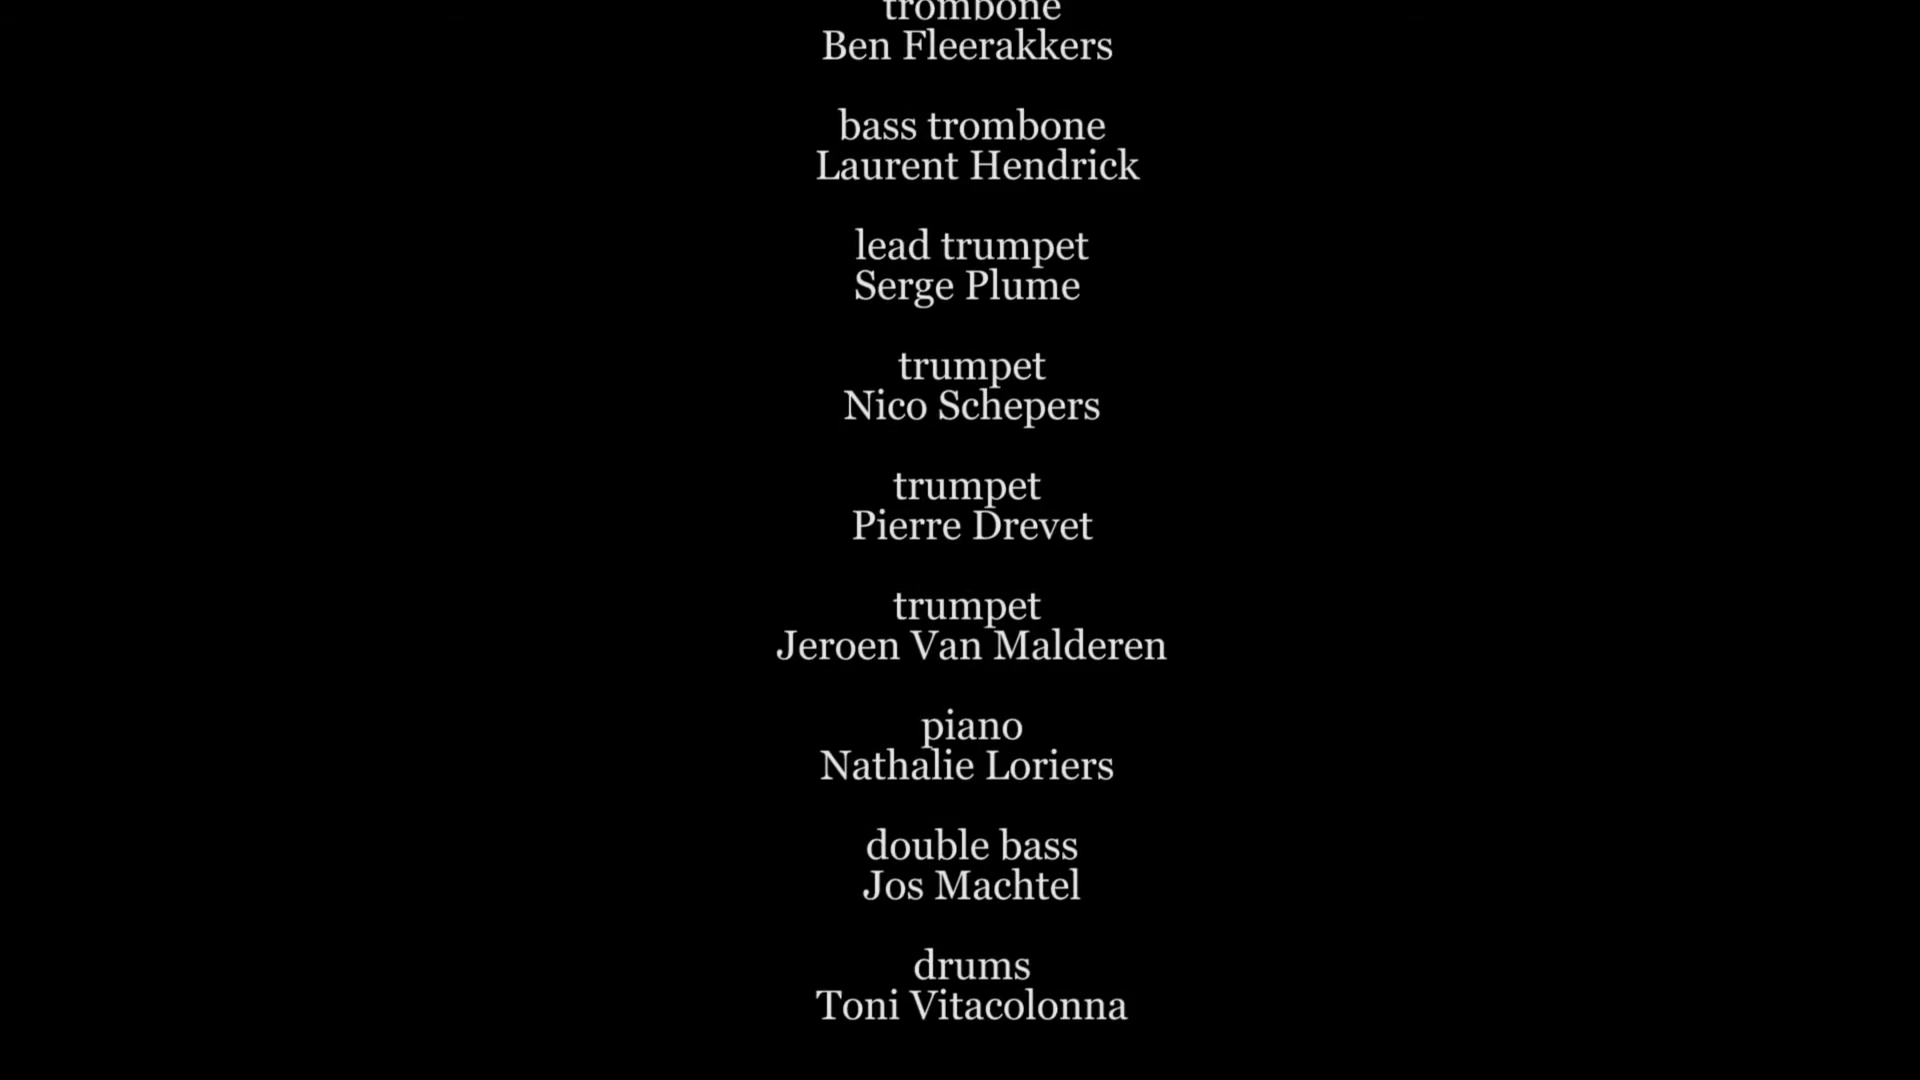 trombone
Ben Fleerakkers
bass trombone
Laurent Hendrick
lead trumpet
Serge Plume
trumpet
Nico Schepers
trumpet
Pierre Drevet
trumpet
Jeroen Van Malderen
piano
Nathalie Loriers
double bass
Jos Machtel
drums
Toni Vitacolonna